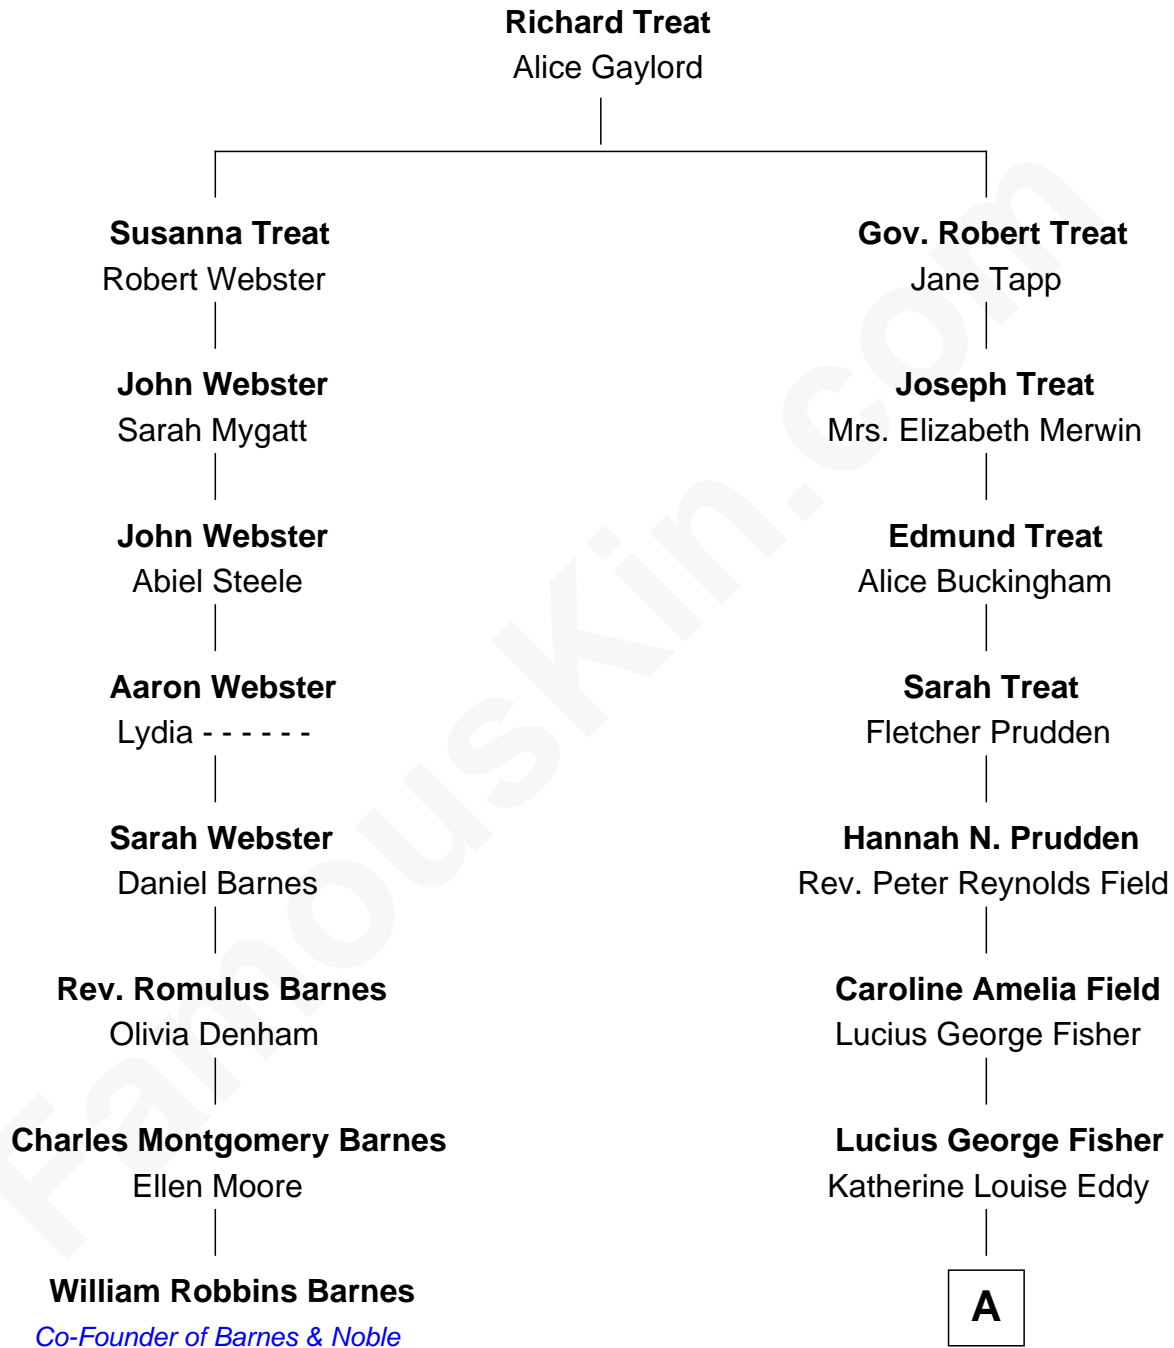 Richard Treat
Alice Gaylord
Susanna Treat
Robert Webster
Gov. Robert Treat
Jane Tapp
John Webster
Sarah Mygatt
Joseph Treat
Mrs. Elizabeth Merwin
John Webster
Abiel Steele
Edmund Treat
Alice Buckingham
Aaron Webster
Lydia - - - - - -
Sarah Treat
Fletcher Prudden
Sarah Webster
Daniel Barnes
Hannah N. Prudden
Rev. Peter Reynolds Field
Rev. Romulus Barnes
Olivia Denham
Caroline Amelia Field
Lucius George Fisher
Charles Montgomery Barnes
Ellen Moore
Lucius George Fisher
Katherine Louise Eddy
William Robbins Barnes
Co-Founder of Barnes & Noble
A
FamousKin.com